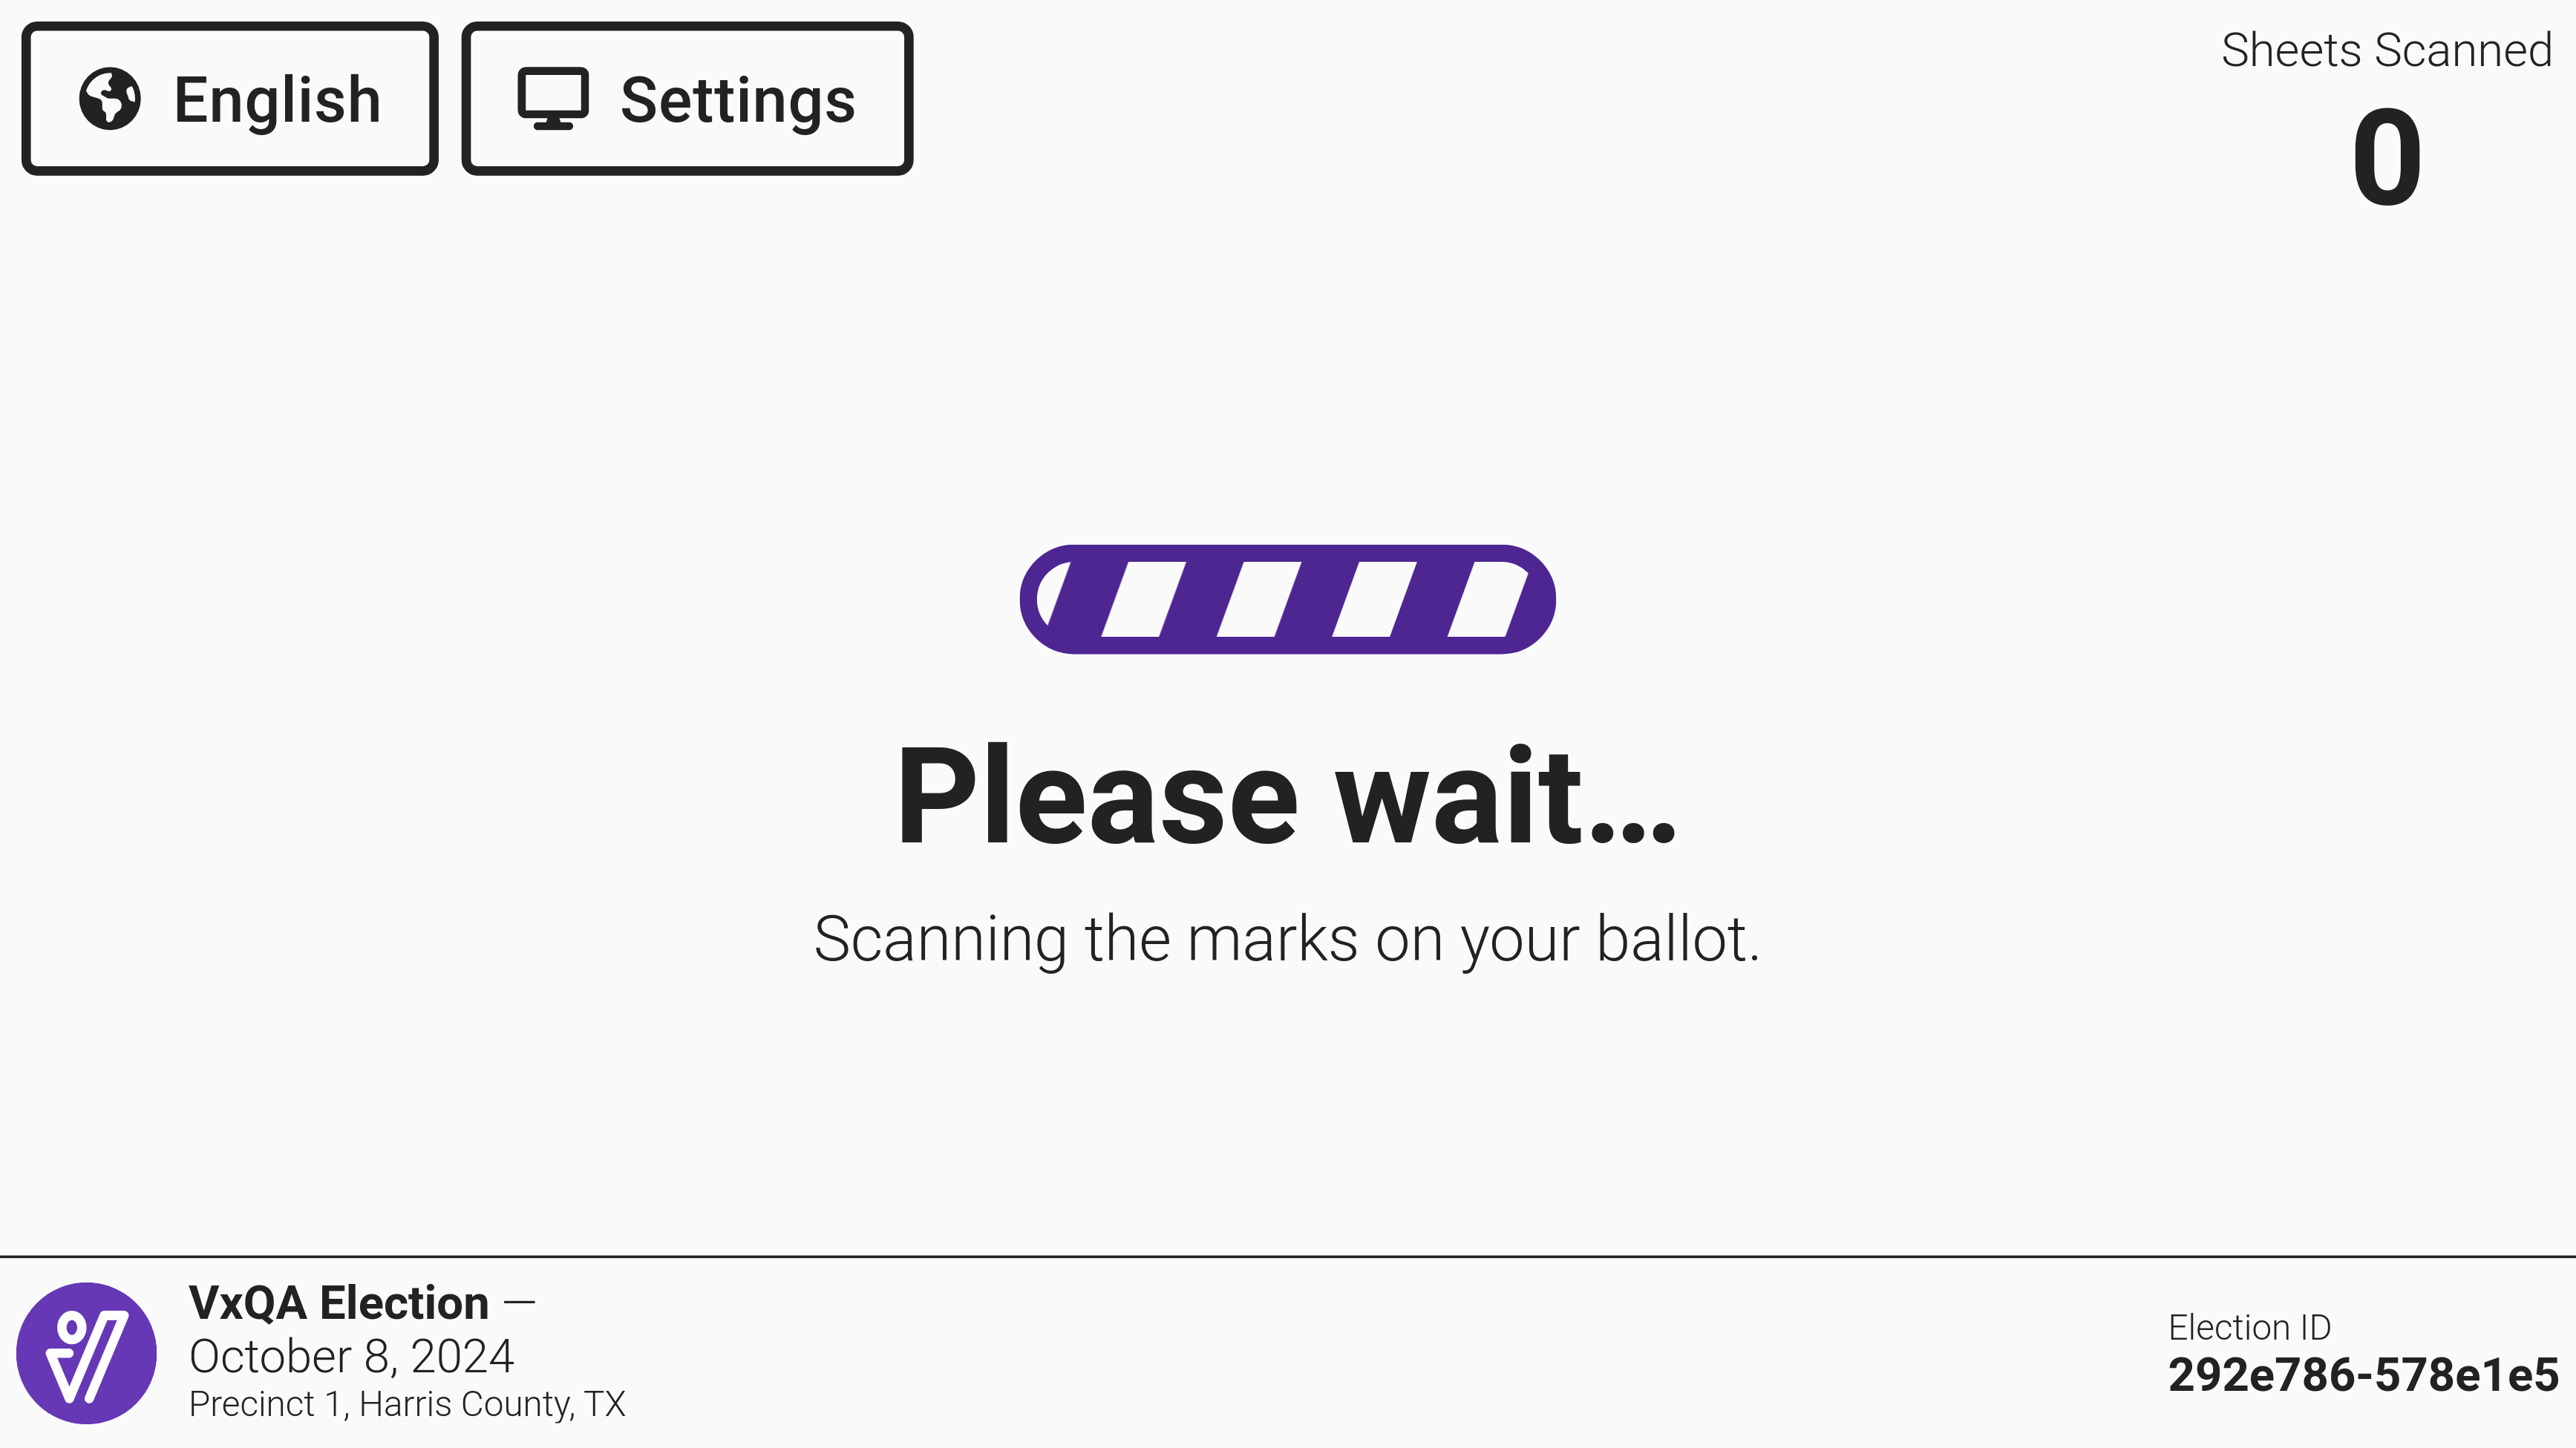 English
Settings
Sheets Scanned
0
Please wait…
Scanning the marks on your ballot.
VxQA Election —
October 8, 2024
Precinct 1, Harris County, TX
Election ID
292e786-578e1e5